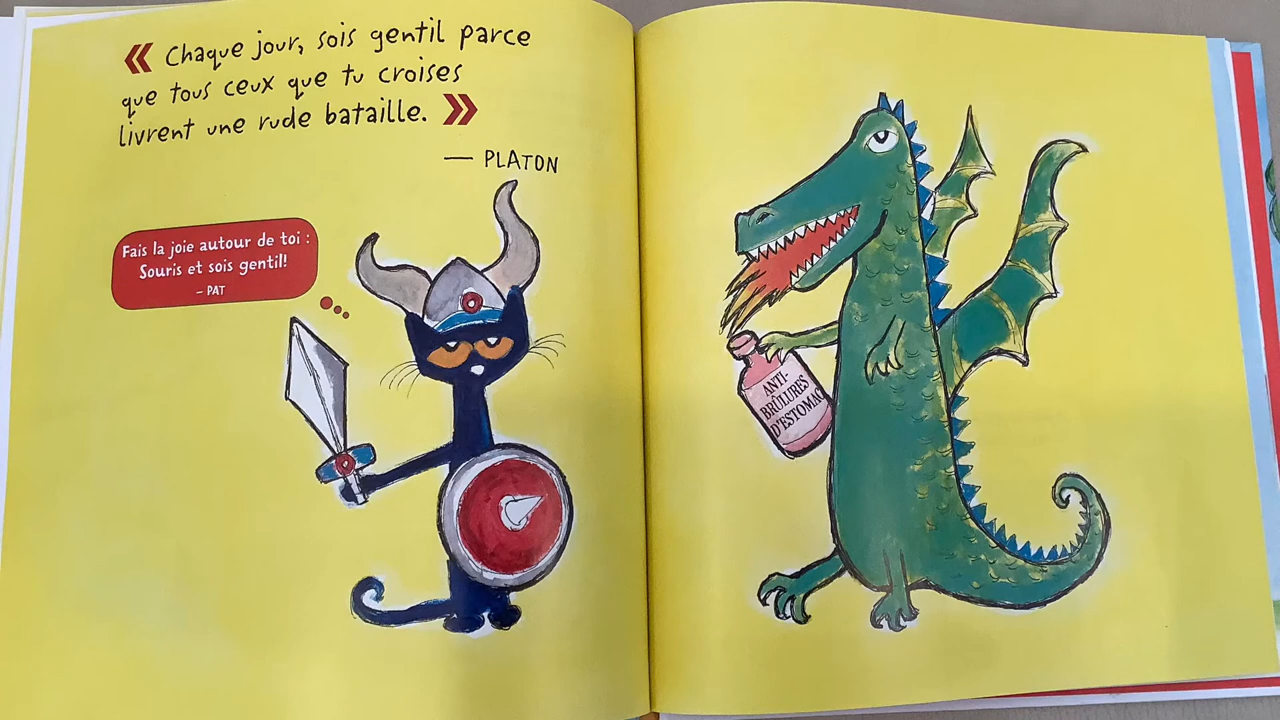 « Chaque jour, sois gentil parce
que tous ceux que tu croises
livrent une rude bataille. »
— PLATON
Fais la joie autour de toi :
Souris et sois gentil!
– PAT
ANTI-
BRÛLURES
D'ESTOMAC